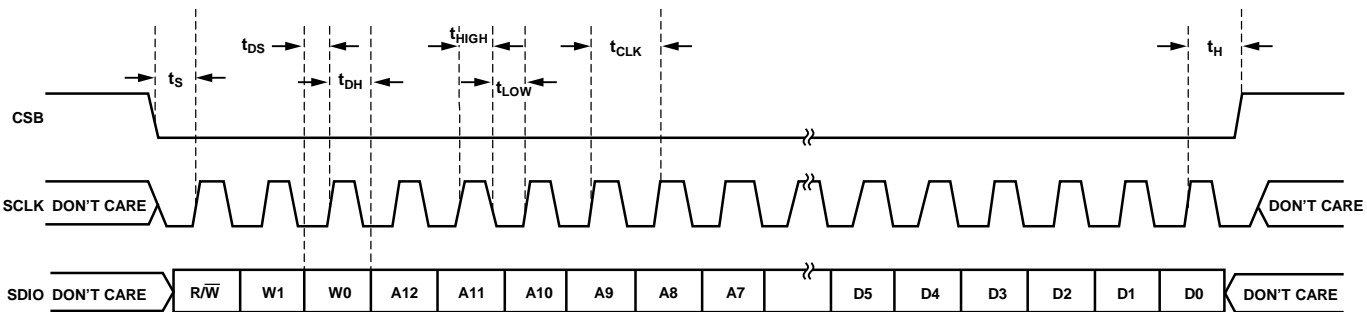 tDS
tHIGH
tCLK
tH
tS
tDH
tLOW
CSB
SCLK DON'T CARE
DON'T CARE
SDIO DON'T CARE R/W̅ W1 W0 A12 A11 A10 A9 A8 A7 D5 D4 D3 D2 D1 D0 DON'T CARE